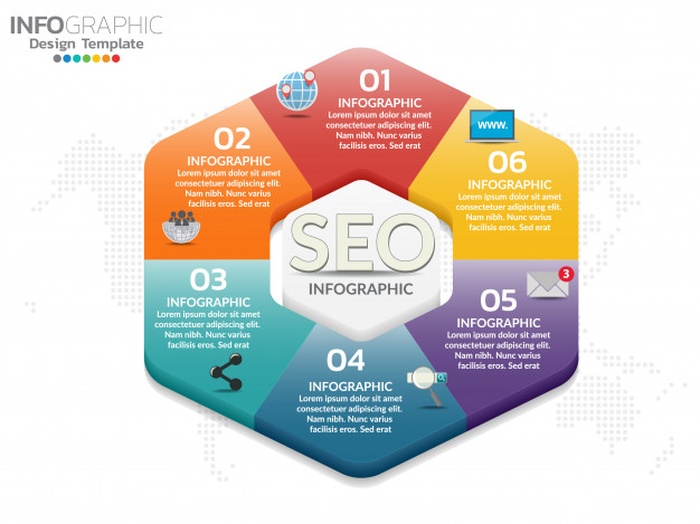 INFOGRAPHIC
Design Template
01
INFOGRAPHIC
Lorem ipsum dolor sit
amet, consectetuer adipiscing
elit. Nam nibh. Nunc varius
facilisis eros. Sed erat
02
INFOGRAPHIC
Lorem ipsum dolor sit
amet, consectetuer adipiscing
elit. Nam nibh. Nunc varius
facilisis eros. Sed erat
03
INFOGRAPHIC
Lorem ipsum dolor sit
amet, consectetuer adipiscing elit.
Nam nibh. Nunc varius
facilisis eros. Sed erat
04
INFOGRAPHIC
Lorem ipsum dolor sit
amet, consectetuer adipiscing
elit. Nam nibh. Nunc varius
facilisis eros. Sed erat
3
05
INFOGRAPHIC
Lorem ipsum dolor sit
amet, consectetuer adipiscing elit.
Nam nibh. Nunc varius
facilisis eros. Sed erat
www.
06
INFOGRAPHIC
Lorem ipsum dolor sit
amet, consectetuer adipiscing
elit. Nam nibh. Nunc varius
facilisis eros. Sed erat
SEO
INFOGRAPHIC